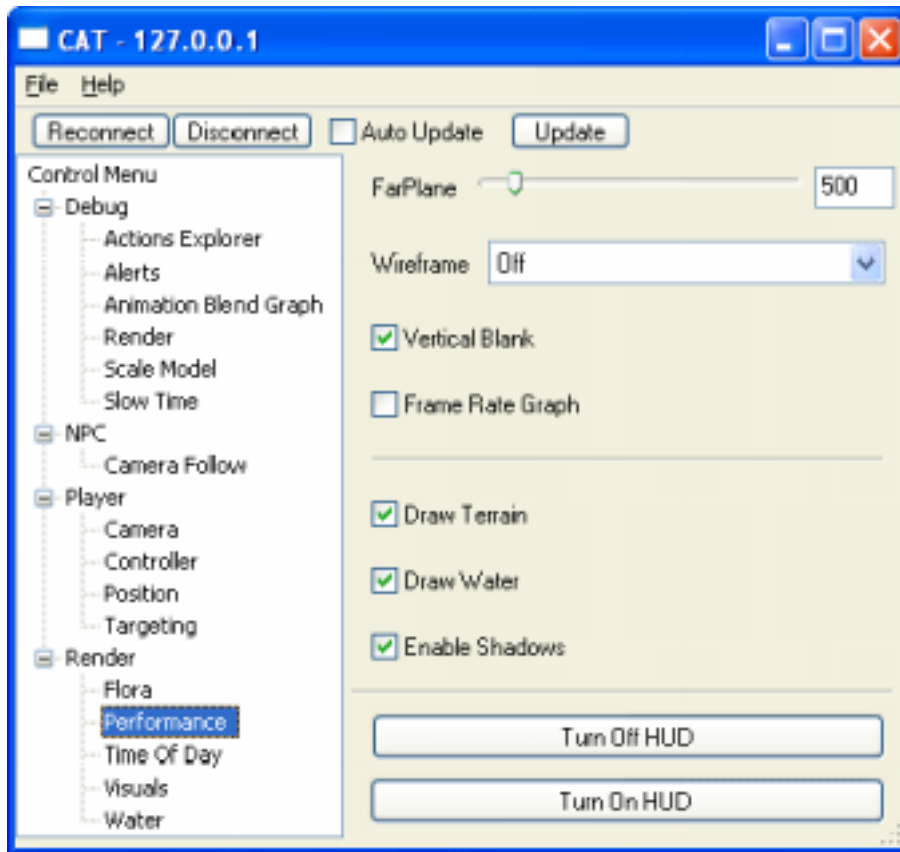 CAT - 127.0.0.1
File Help
Reconnect Disconnect Auto Update Update
Control Menu
Debug
Actions Explorer
Alerts
Animation Blend Graph
Render
Scale Model
Slow Time
NPC
Camera Follow
Player
Camera
Controller
Position
Targeting
Render
Flora
Performance
Time Of Day
Visuals
Water
FarPlane 500
Wireframe Off
Vertical Blank
Frame Rate Graph
Draw Terrain
Draw Water
Enable Shadows
Turn Off HUD
Turn On HUD